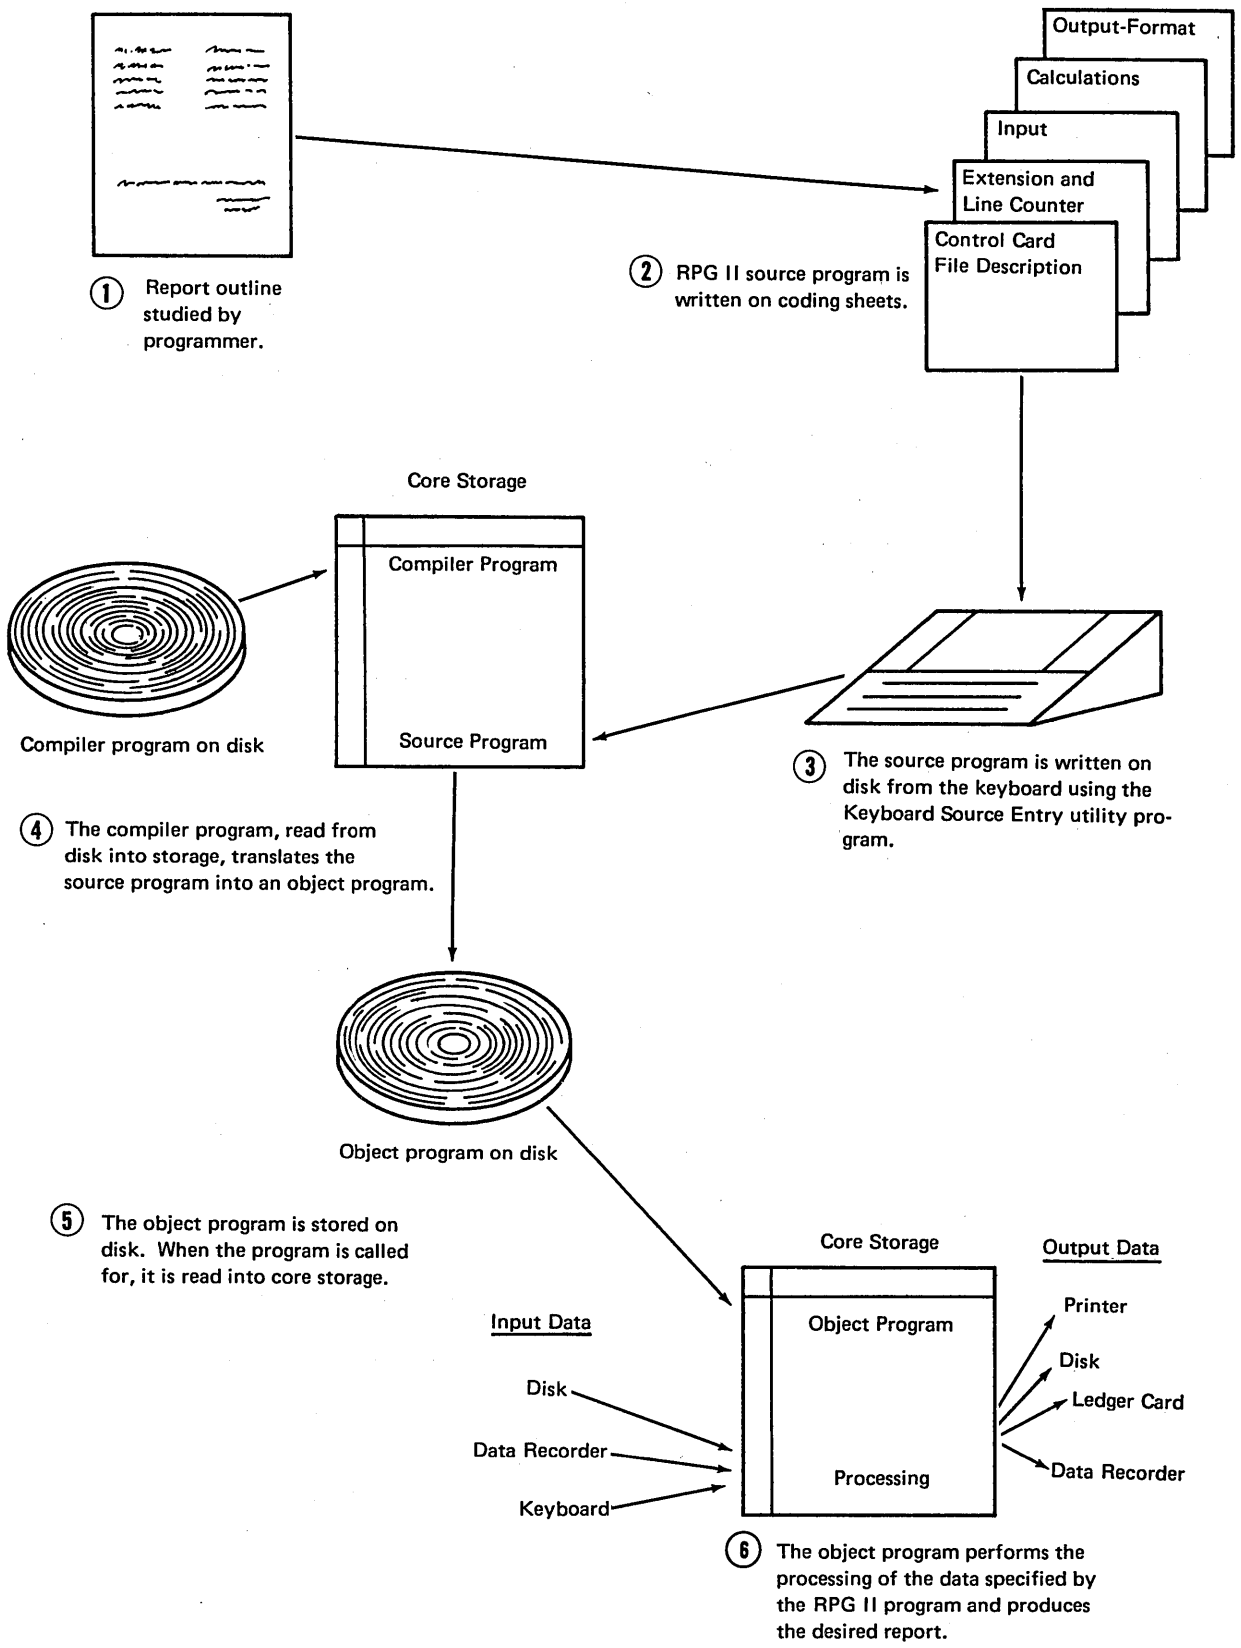 Output-Format
Calculations
Input
Extension and
Line Counter
Control Card
File Description
1 Report outline
studied by
programmer.
2 RPG II source program is
written on coding sheets.
Core Storage
Compiler Program
Source Program
Compiler program on disk
3 The source program is written on
disk from the keyboard using the
Keyboard Source Entry utility pro-
gram.
4 The compiler program, read from
disk into storage, translates the
source program into an object program.
Object program on disk
5 The object program is stored on
disk. When the program is called
for, it is read into core storage.
Input Data
Disk
Data Recorder
Keyboard
Core Storage
Object Program
Processing
Output Data
Printer
Disk
Ledger Card
Data Recorder
6 The object program performs the
processing of the data specified by
the RPG II program and produces
the desired report.